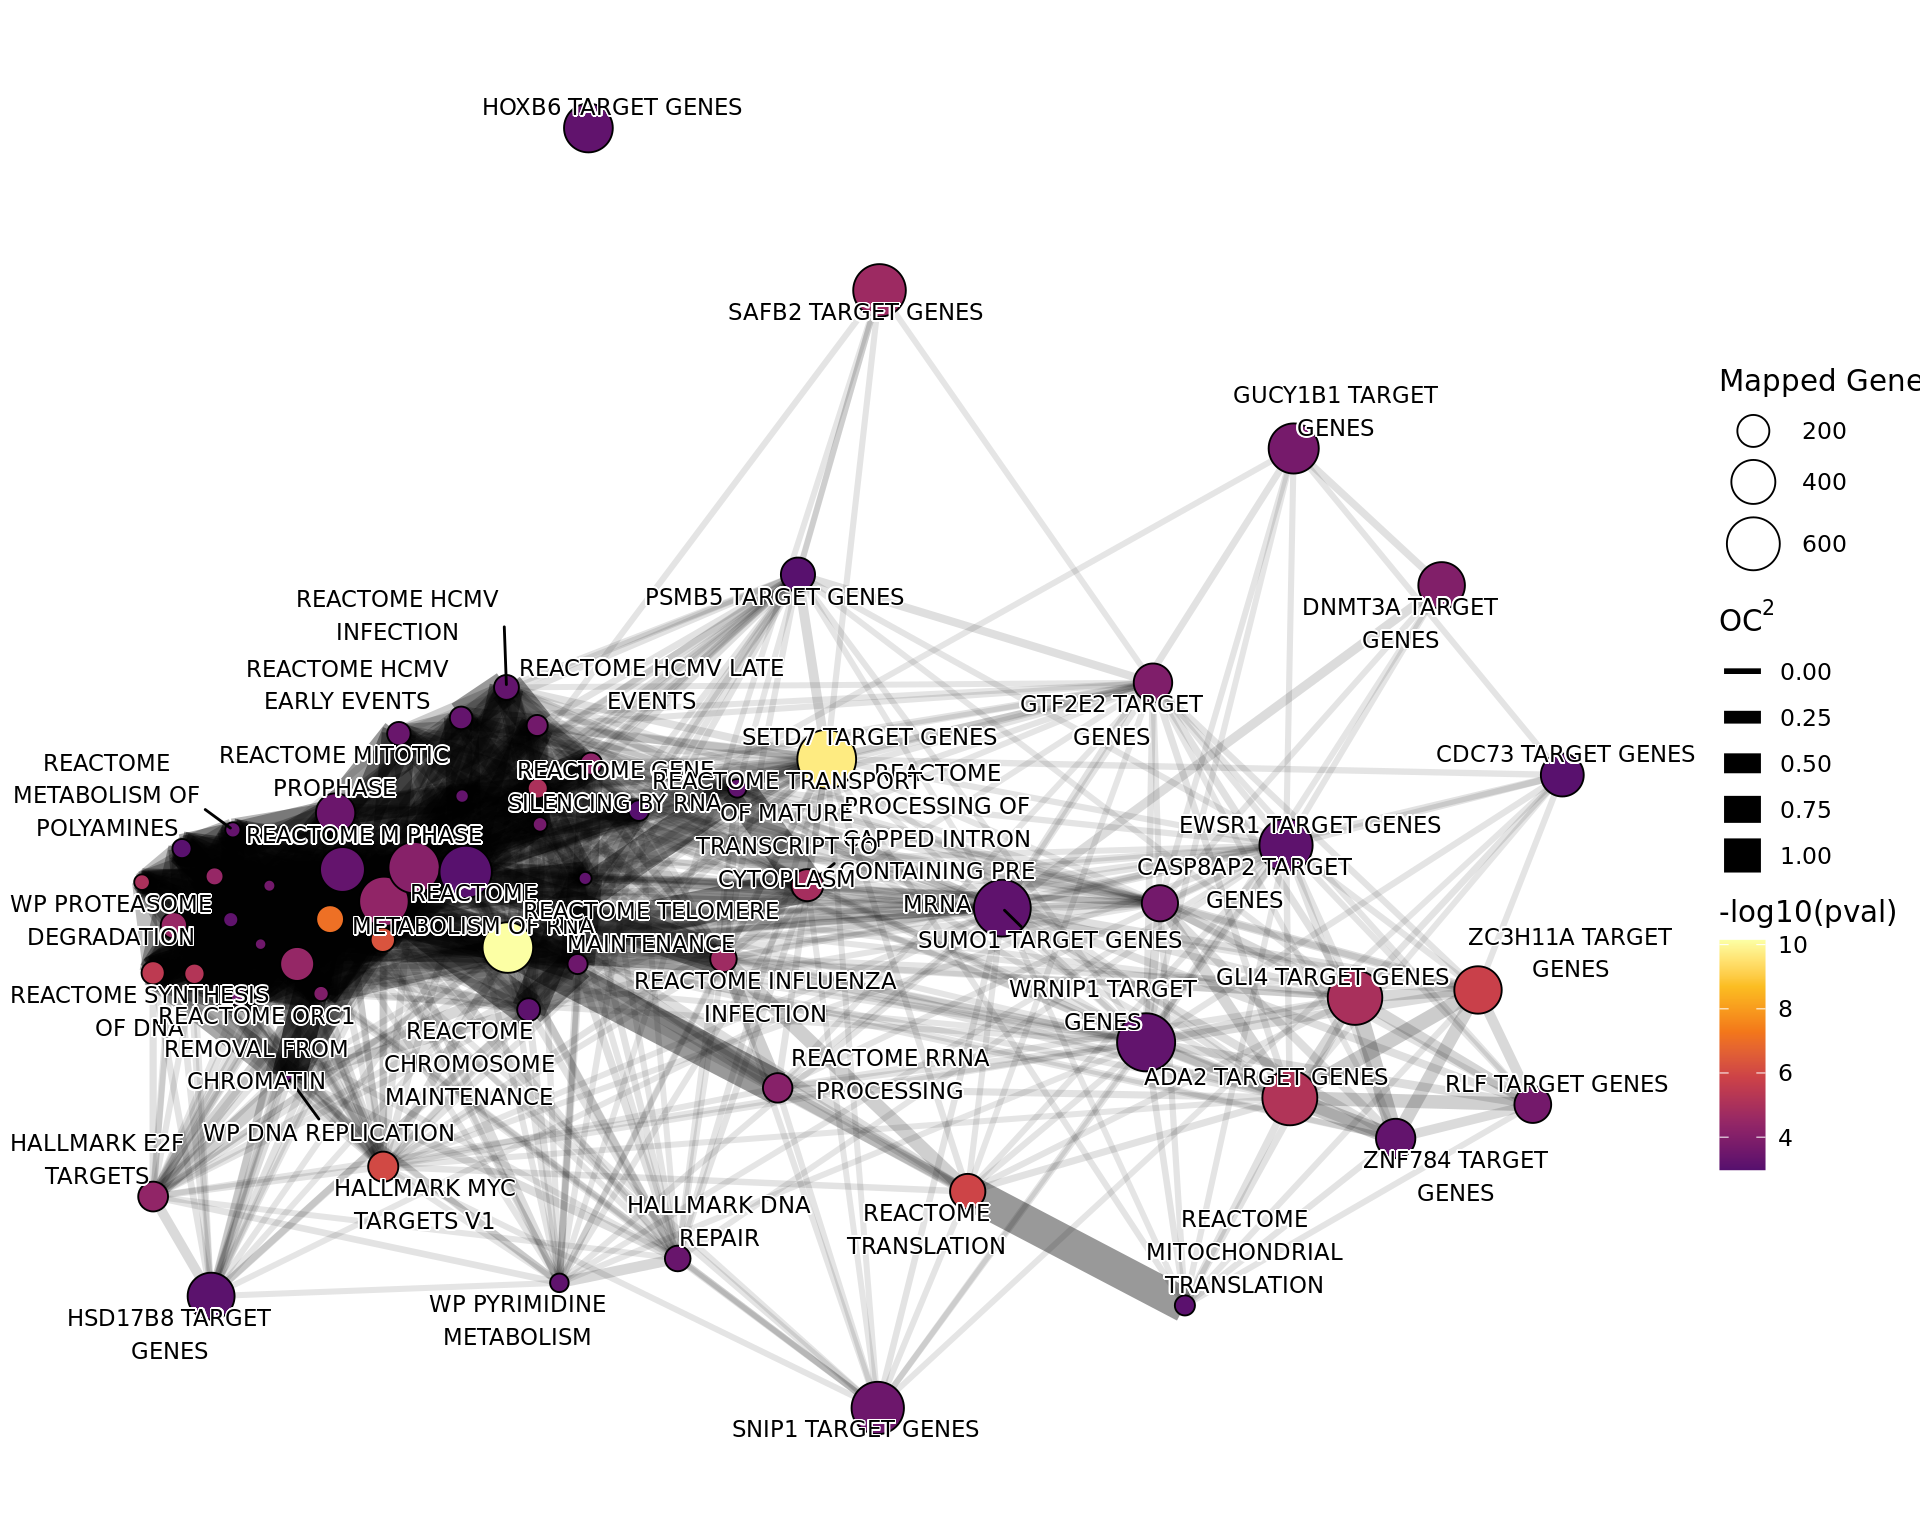 HOXB6 TARGET GENES
SAFB2 TARGET GENES
GUCY1B1 TARGET
GENES
DNMT3A TARGET
GENES
PSMB5 TARGET GENES
REACTOME HCMV
INFECTION
REACTOME HCMV
EARLY EVENTS
REACTOME HCMV LATE
EVENTS
GTF2E2 TARGET
GENES
SETD7 TARGET GENES
CDC73 TARGET GENES
REACTOME MITOTIC
PROPHASE
REACTOME
METABOLISM OF
POLYAMINES
REACTOME GENE
SILENCING BY RNA
REACTOME TRANSPORT
OF MATURE
TRANSCRIPT TO
CYTOPLASM
REACTOME
PROCESSING OF
CAPPED INTRON
CONTAINING PRE
MRNA
REACTOME M PHASE
EWSR1 TARGET GENES
CASP8AP2 TARGET
GENES
WP PROTEASOME
DEGRADATION
REACTOME
METABOLISM OF RNA
REACTOME TELOMERE
MAINTENANCE
SUMO1 TARGET GENES
ZC3H11A TARGET
GENES
GLI4 TARGET GENES
REACTOME INFLUENZA
INFECTION
WRNIP1 TARGET
GENES
REACTOME SYNTHESIS
OF DNA
REACTOME ORC1
REMOVAL FROM
CHROMATIN
REACTOME
CHROMOSOME
MAINTENANCE
REACTOME RRNA
PROCESSING
ADA2 TARGET GENES
RLF TARGET GENES
WP DNA REPLICATION
HALLMARK E2F
TARGETS
HALLMARK MYC
TARGETS V1
ZNF784 TARGET
GENES
HALLMARK DNA
REPAIR
REACTOME
TRANSLATION
REACTOME
MITOCHONDRIAL
TRANSLATION
HSD17B8 TARGET
GENES
WP PYRIMIDINE
METABOLISM
SNIP1 TARGET GENES
Mapped Gene
200
400
600
OC2
0.00
0.25
0.50
0.75
1.00
-log10(pval)
10
8
6
4